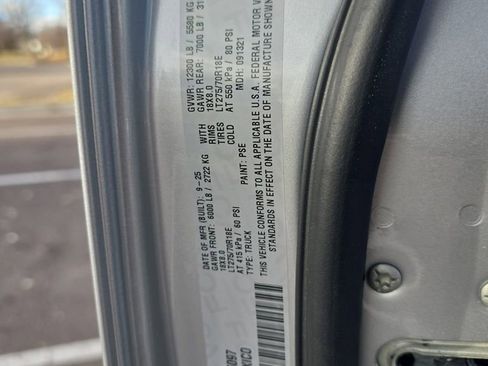 DATE OF MFR (BUILT): 9-25 GVWR: 12300 LB / 5580 KG
GAWR FRONT: 6000 LB / 2722 KG WITH GAWR REAR: 7000 LB / 31
18X8.0 RIMS 18X8.0
LT275/70R18E TIRES LT275/70R18E
AT 415 kPa / 60 PSI COLD AT 550 kPa / 80 PSI
TYPE: TRUCK PAINT: PSE MDH: 091321
THIS VEHICLE CONFORMS TO ALL APPLICABLE U.S.A. FEDERAL MOTOR V
STANDARDS IN EFFECT ON THE DATE OF MANUFACTURE SHOWN
097
XICO